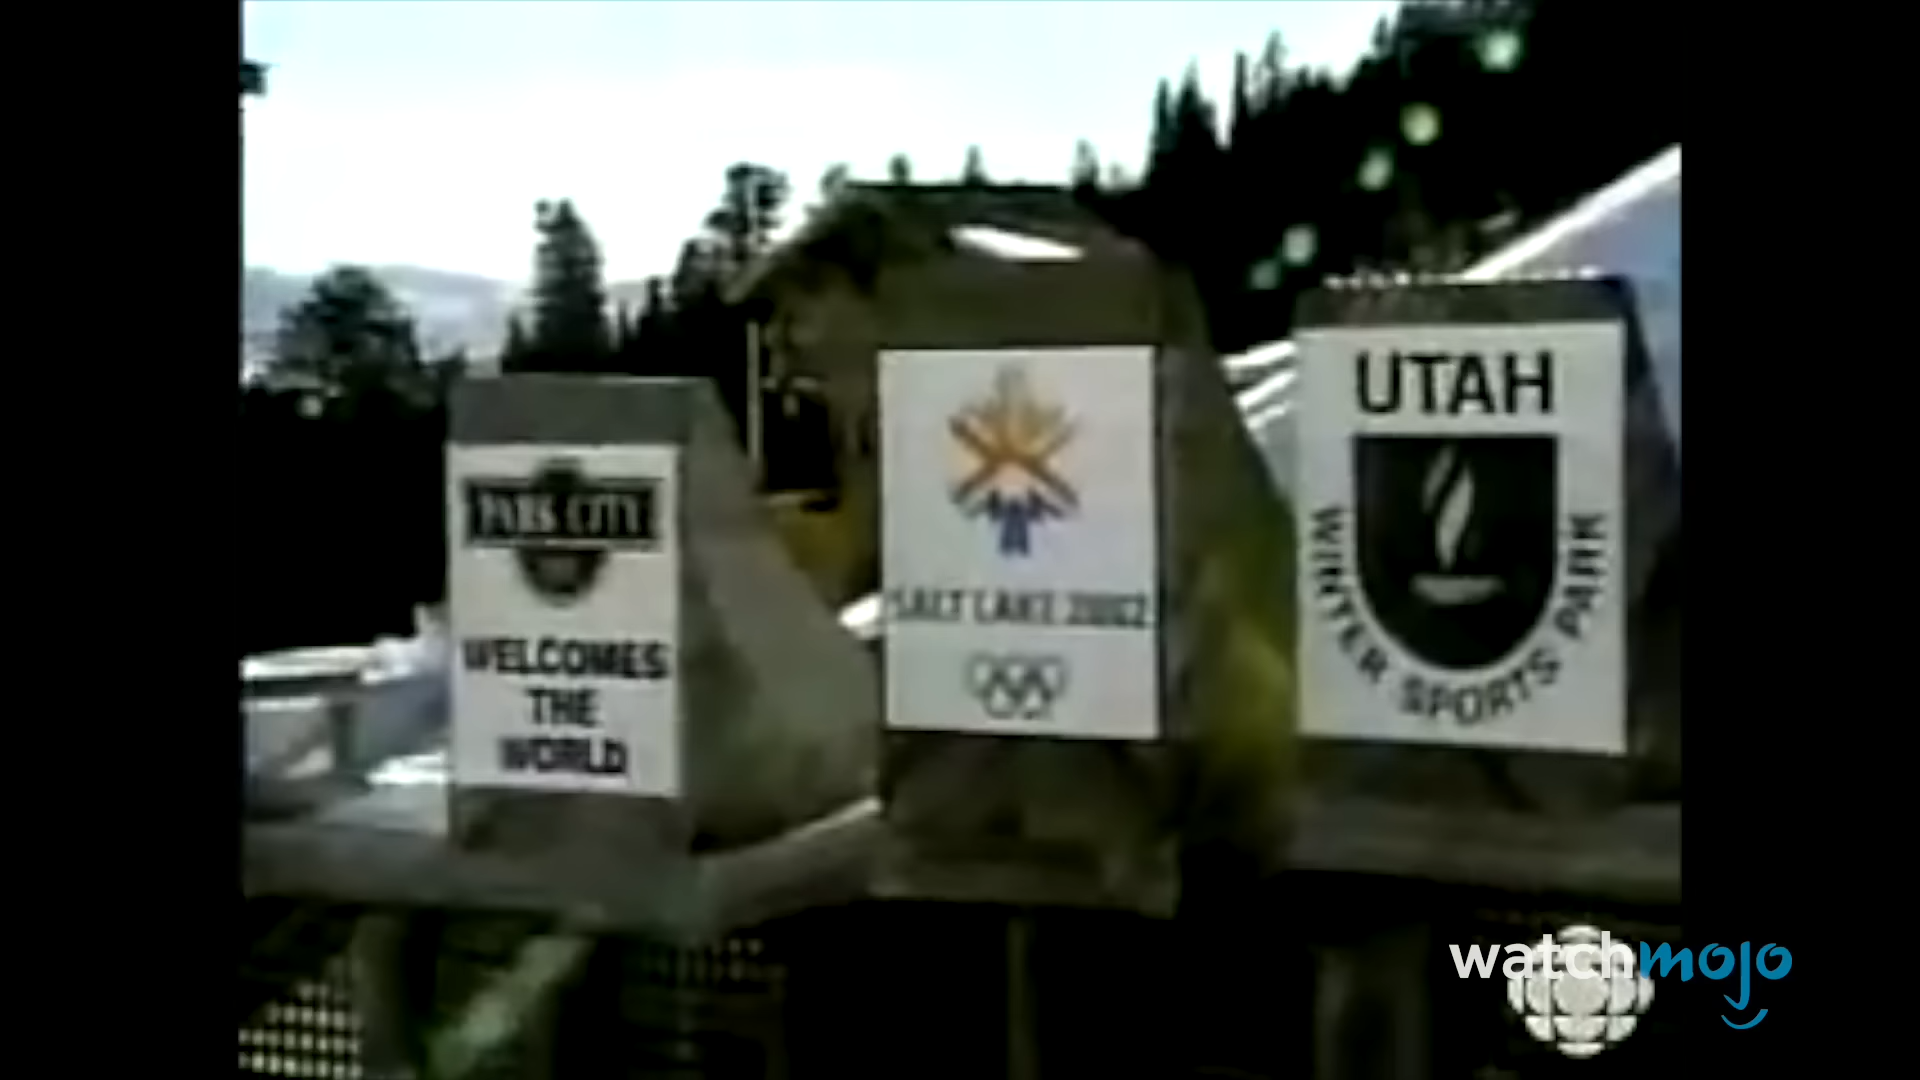 PARK CITY
WELCOMES
THE
WORLD
SALT LAKE 2002
UTAH
WINTER SPORTS PARK
watchmojo